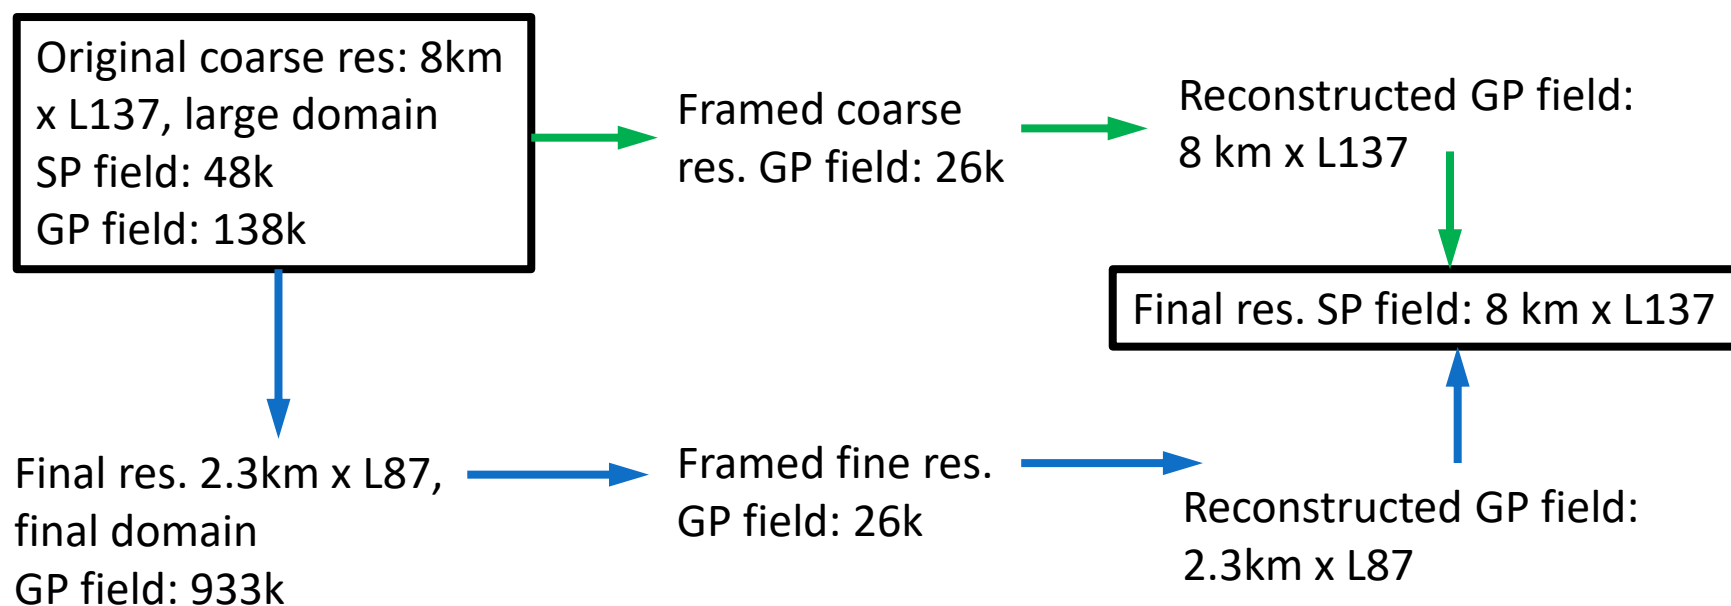 Original coarse res: 8km
x L137, large domain
SP field: 48k
GP field: 138k
Framed coarse
res. GP field: 26k
Reconstructed GP field:
8 km x L137
Final res. SP field: 8 km x L137
Final res. 2.3km x L87,
final domain
GP field: 933k
Framed fine res.
GP field: 26k
Reconstructed GP field:
2.3km x L87